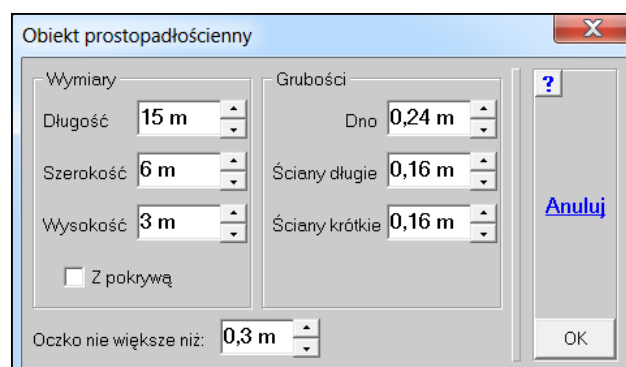 Obiekt prostopadłościenny
X
Wymiary
Długość 15 m
Szerokość 6 m
Wysokość 3 m
Z pokrywą
Grubości
Dno 0,24 m
Ściany długie 0,16 m
Ściany krótkie 0,16 m
Oczko nie większe niż: 0,3 m
?
Anuluj
OK